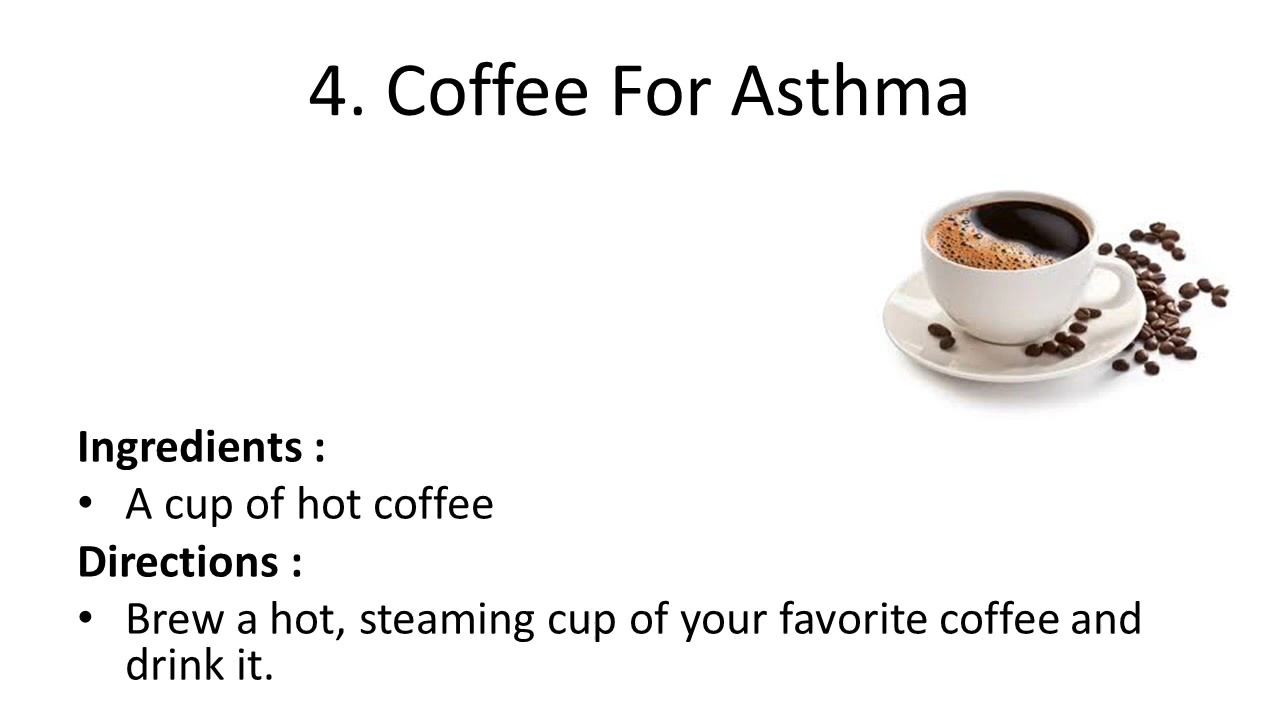 4. Coffee For Asthma
Ingredients :
• A cup of hot coffee
Directions :
• Brew a hot, steaming cup of your favorite coffee and
drink it.